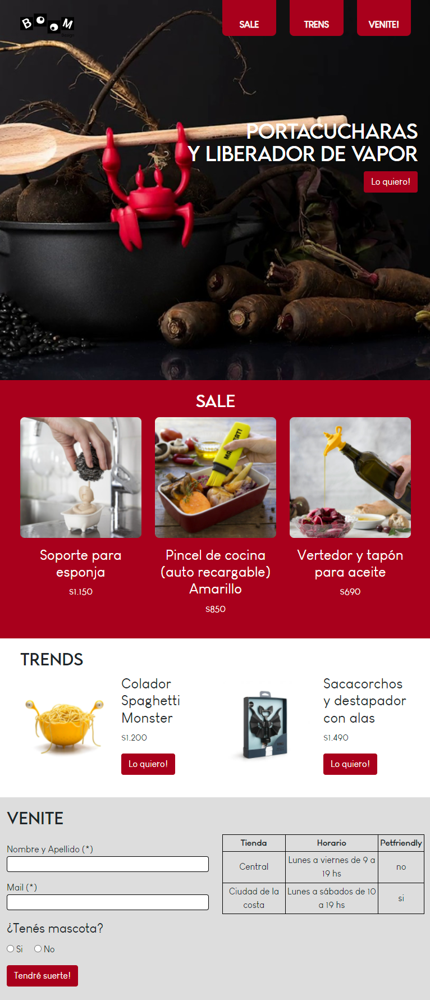 BOOM
Design
SALE
TRENS
VENITE!
PORTACUCHARAS
Y LIBERADOR DE VAPOR
Lo quiero!
SALE
Soporte para
esponja
$1.150
Pincel de cocina
(auto recargable)
Amarillo
$850
Vertedor y tapón
para aceite
$690
TRENDS
Colador
Spaghetti
Monster
$1.200
Lo quiero!
Sacacorchos
y destapador
con alas
$1.490
Lo quiero!
VENITE
Nombre y Apellido (*)
Mail (*)
¿Tenés mascota?
Si No
Tendré suerte!
Tienda Horario Petfriendly
Central Lunes a viernes de 9 a
19 hs no
Ciudad de la
costa Lunes a sábados de 10
a 19 hs si